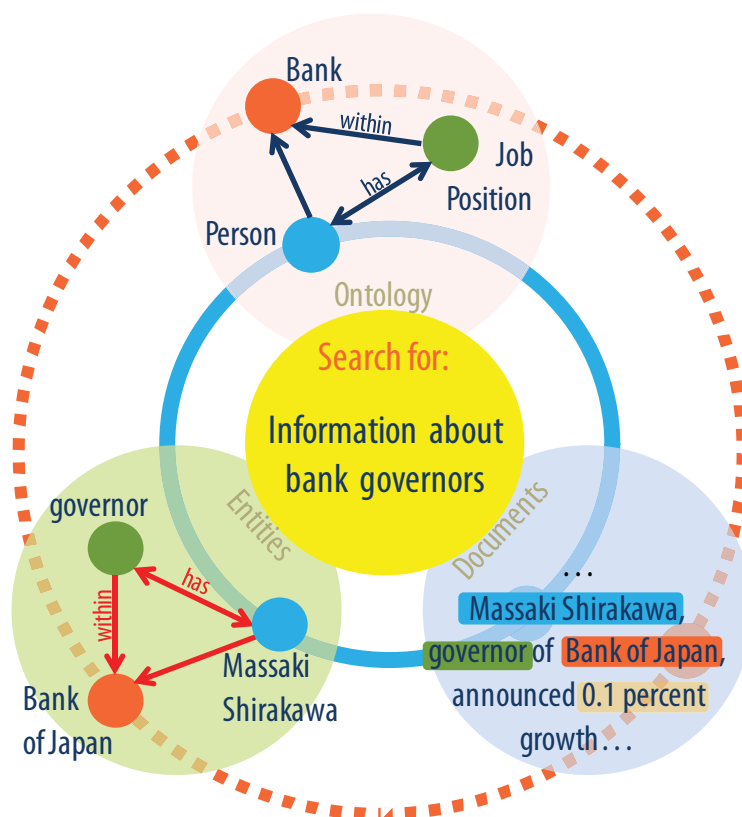 Bank
within
Job
Position
has
Person
Ontology
Search for:
Information about
bank governors
Entities
Documents
governor
has
within
Massaki
Shirakawa
Bank
of Japan
...
Massaki Shirakawa,
governor of Bank of Japan,
announced 0.1 percent
growth...